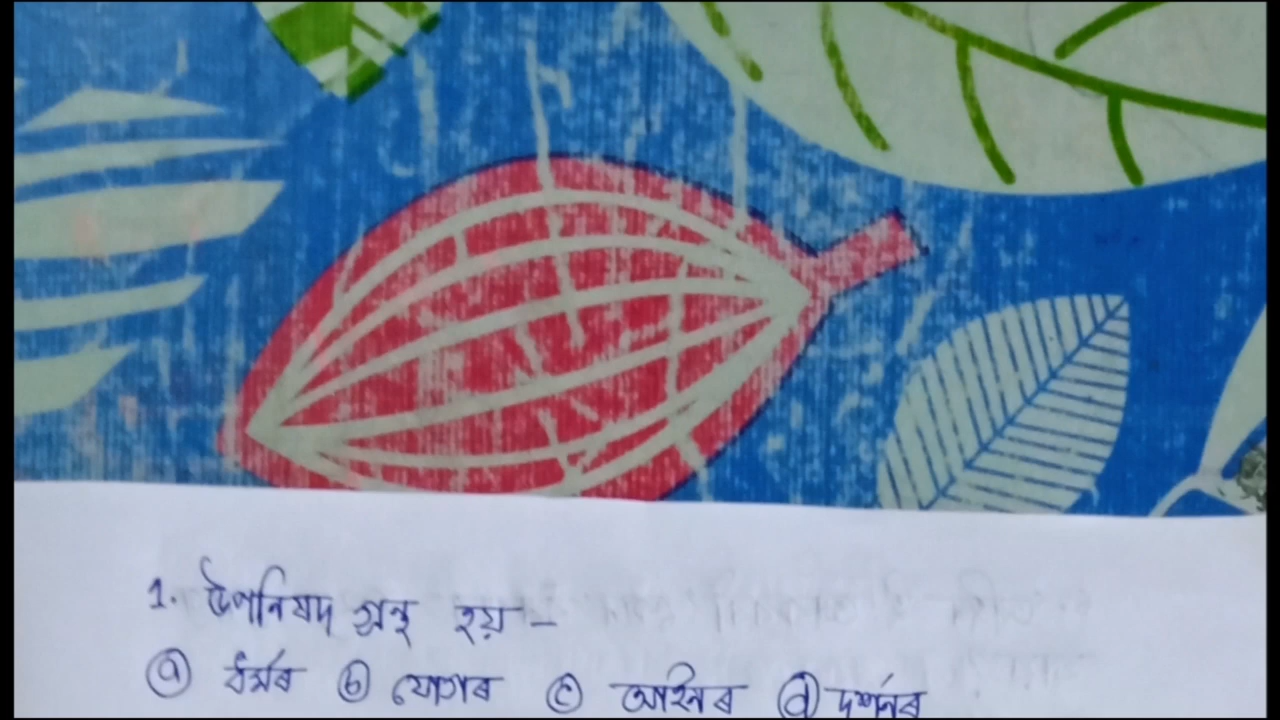 1. উপনিষদ গ্ৰন্থ হয় –
ⓐ ধৰ্মৰ ⓑ যোগৰ ⓒ আইনৰ ⓓ দৰ্শনৰ